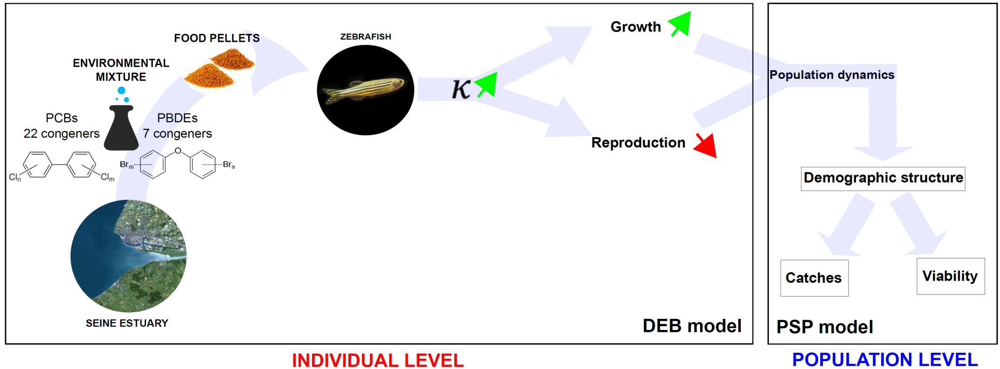 FOOD PELLETS
ENVIRONMENTAL
MIXTURE
PCBs
22 congeners
PBDEs
7 congeners
Cln
Clm
O
Brm
Brn
SEINE ESTUARY
ZEBRAFISH
κ
Growth
Reproduction
DEB model
INDIVIDUAL LEVEL
Population dynamics
Demographic structure
Catches
Viability
PSP model
POPULATION LEVEL